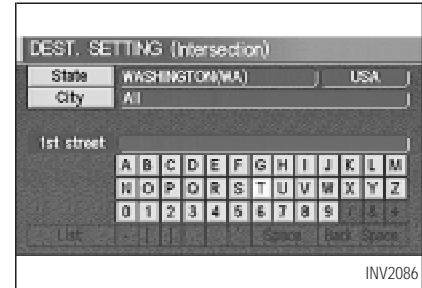 DEST. SETTING (Intersection)
State WASHINGTON(WA) USA
City All
1st street
A B C D E F G H I J K L M
N O P Q R S T U V W X Y Z
0 1 2 3 4 5 6 7 8 9 / & +
List - [ ] . ' Space Back Space
INV2086